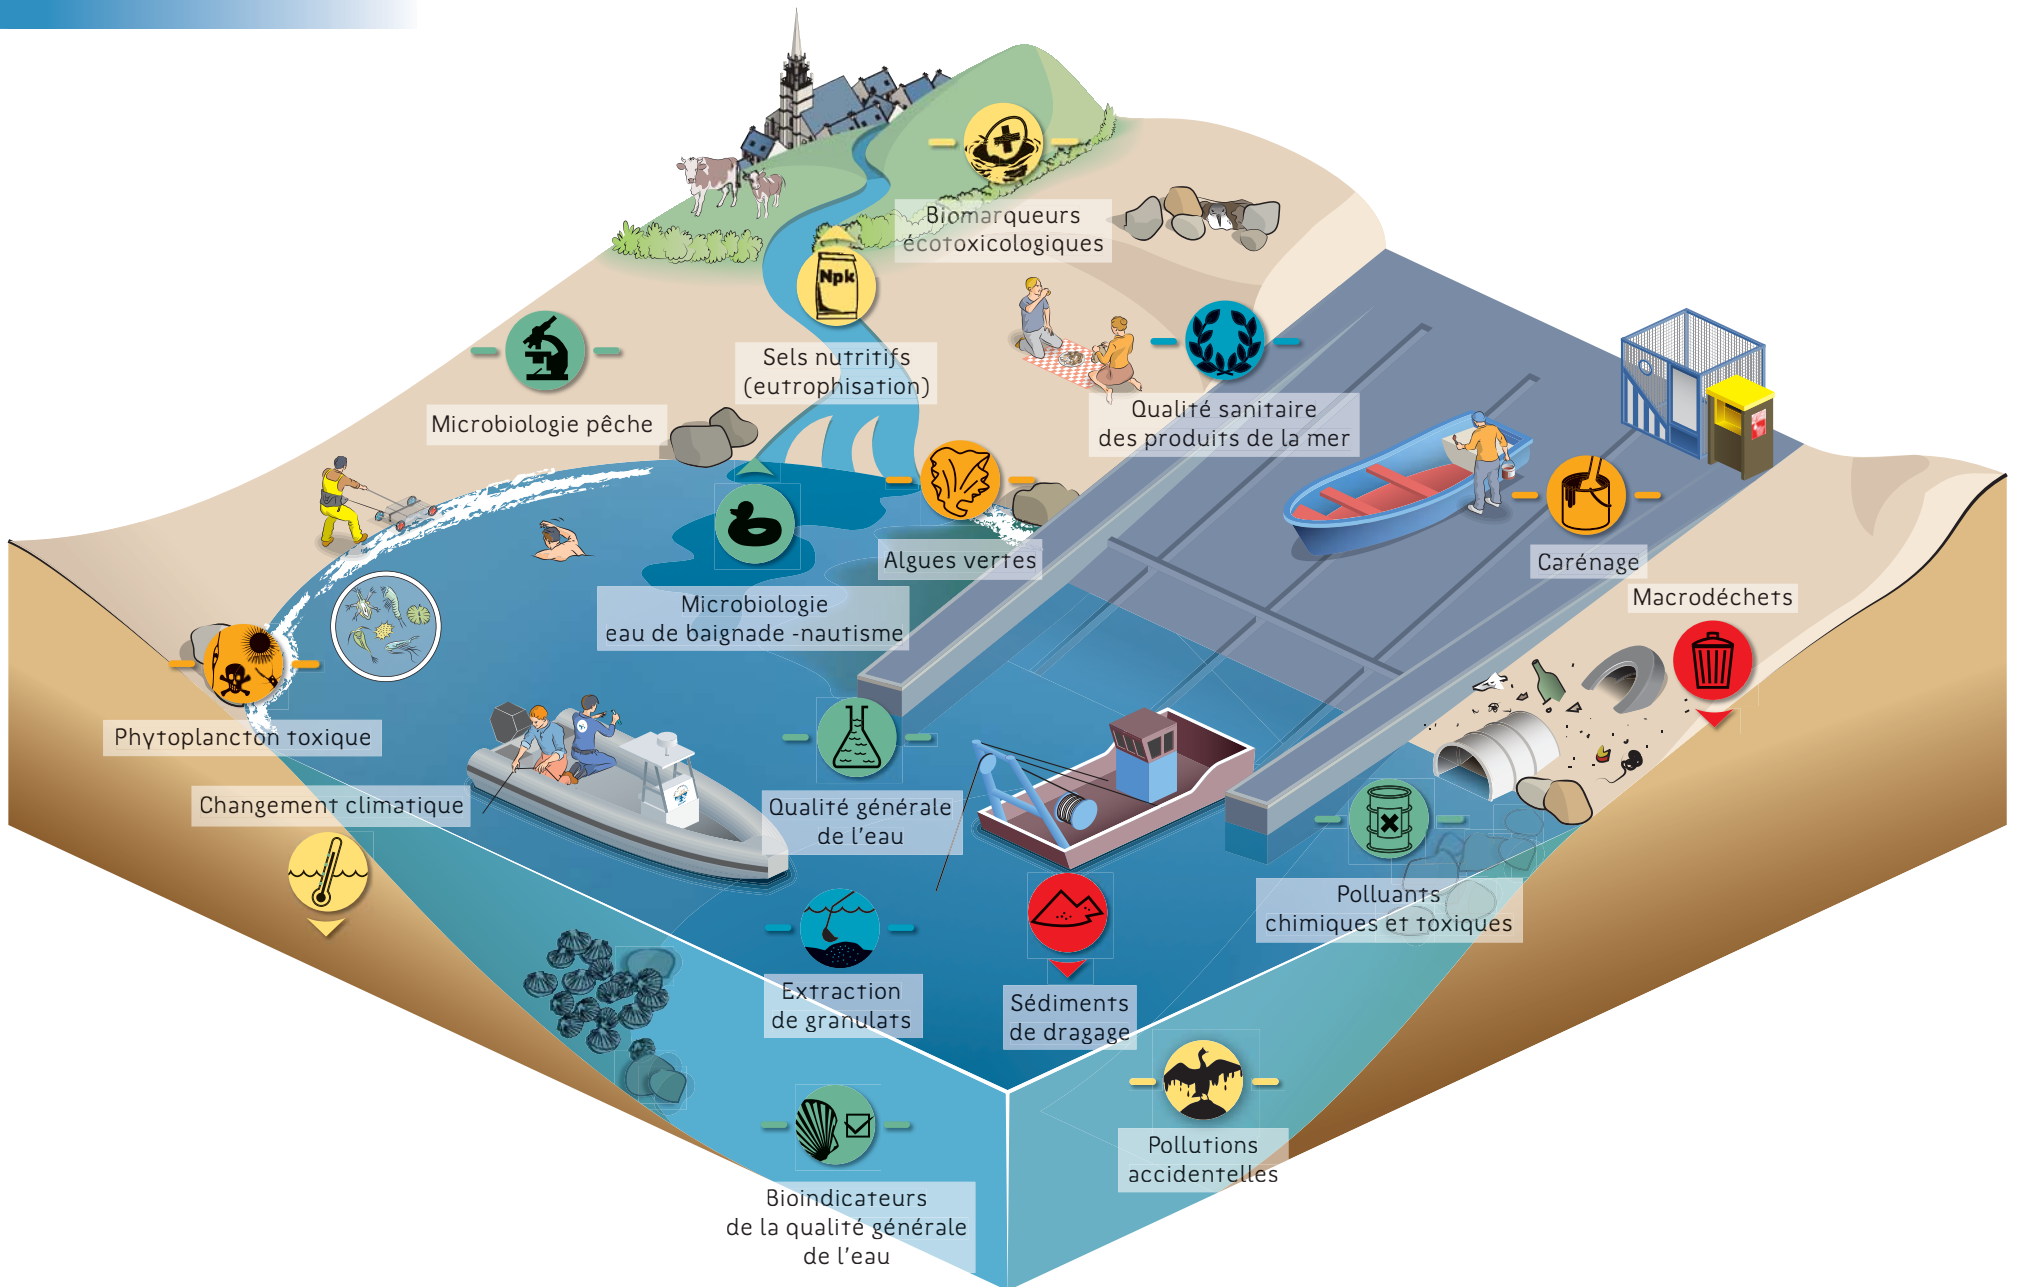 Biomarqueurs
écotoxicologiques
Npk
Sels nutritifs
(eutrophisation)
Microbiologie pêche
Qualité sanitaire
des produits de la mer
Algues vertes
Carénage
Macrodéchets
Microbiologie
eau de baignade -nautisme
Phytoplancton toxique
Changement climatique
Qualité générale
de l'eau
Polluants
chimiques et toxiques
Extraction
de granulats
Sédiments
de dragage
Pollutions
accidentelles
Bioindicateurs
de la qualité générale
de l'eau